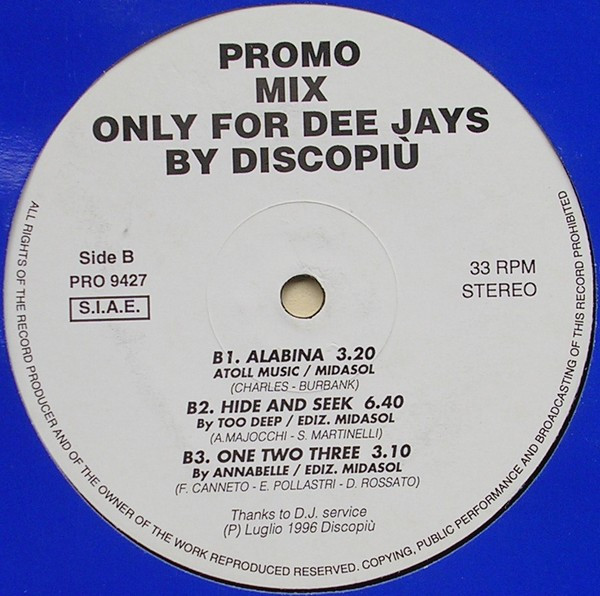 PROMO
MIX
ONLY FOR DEE JAYS
BY DISCOPIÙ
Side B
PRO 9427
S.I.A.E.
33 RPM
STEREO
B1. ALABINA 3.20
ATOLL MUSIC / MIDASOL
(CHARLES - BURBANK)
B2. HIDE AND SEEK 6.40
By TOO DEEP / EDIZ. MIDASOL
(A.MAJOCCHI - S. MARTINELLI)
B3. ONE TWO THREE 3.10
By ANNABELLE / EDIZ. MIDASOL
(F. CANNETO - E. POLLASTRI - D. ROSSATO)
Thanks to D.J. service
(P) Luglio 1996 Discopiù
ALL RIGHTS OF THE RECORD PRODUCER AND OF THE OWNER OF THE WORK REPRODUCED RESERVED. COPYING, PUBLIC PERFORMANCE AND BROADCASTING OF THIS RECORD PROHIBITED